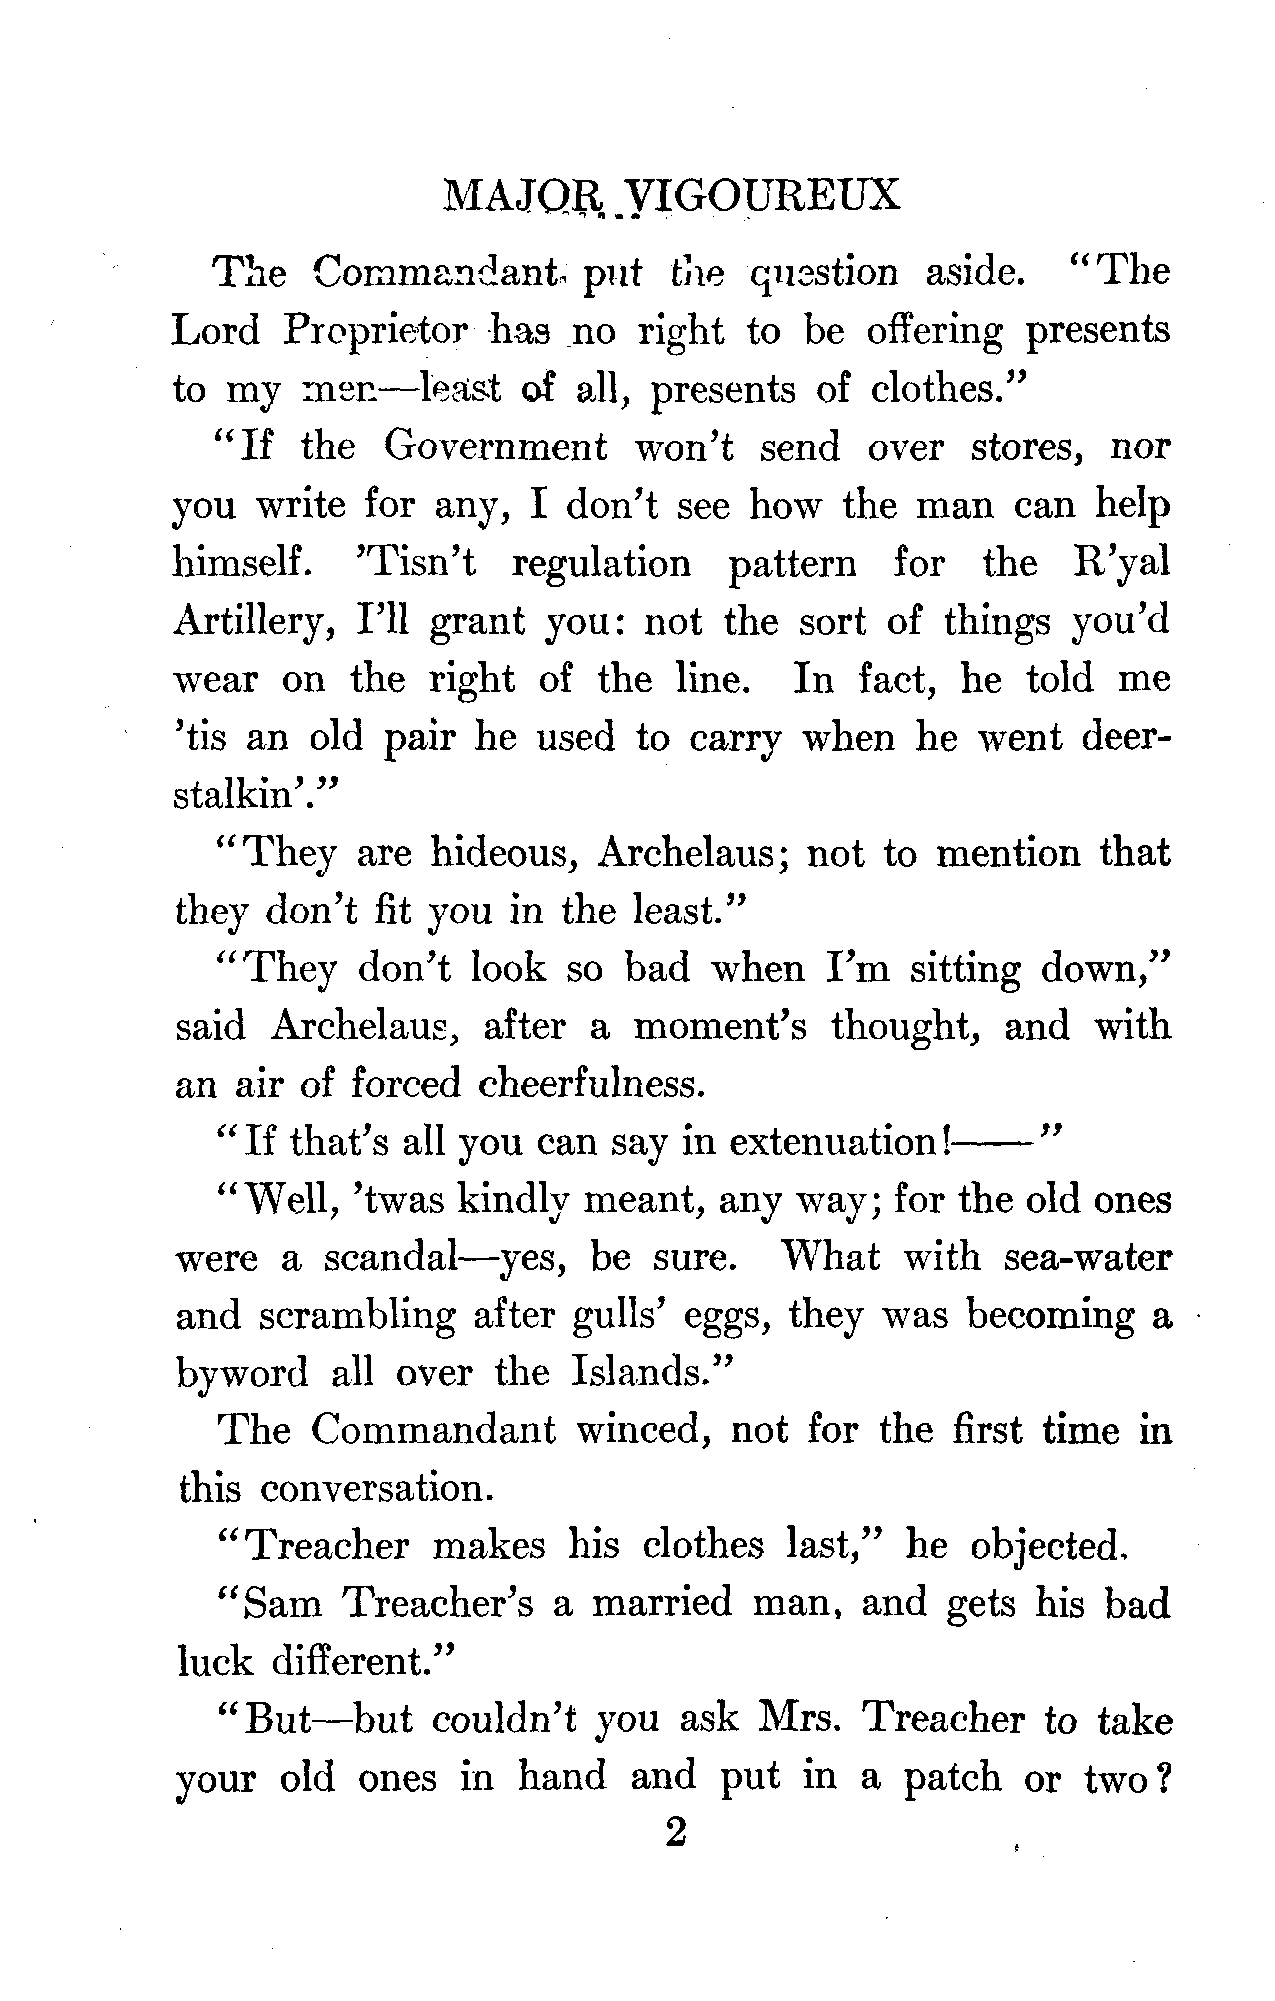 MAJOR VIGOUREUX
The Commandant put the question aside. "The
Lord Proprietor has no right to be offering presents
to my men—least of all, presents of clothes."
"If the Government won't send over stores, nor
you write for any, I don't see how the man can help
himself. 'Tisn't regulation pattern for the R'yal
Artillery, I'll grant you: not the sort of things you'd
wear on the right of the line. In fact, he told me
'tis an old pair he used to carry when he went deer-
stalkin'."
"They are hideous, Archelaus; not to mention that
they don't fit you in the least."
"They don't look so bad when I'm sitting down,"
said Archelaus, after a moment's thought, and with
an air of forced cheerfulness.
"If that's all you can say in extenuation!——"
"Well, 'twas kindly meant, any way; for the old ones
were a scandal—yes, be sure. What with sea-water
and scrambling after gulls' eggs, they was becoming a
byword all over the Islands."
The Commandant winced, not for the first time in
this conversation.
"Treacher makes his clothes last," he objected.
"Sam Treacher's a married man, and gets his bad
luck different."
"But—but couldn't you ask Mrs. Treacher to take
your old ones in hand and put in a patch or two?
2